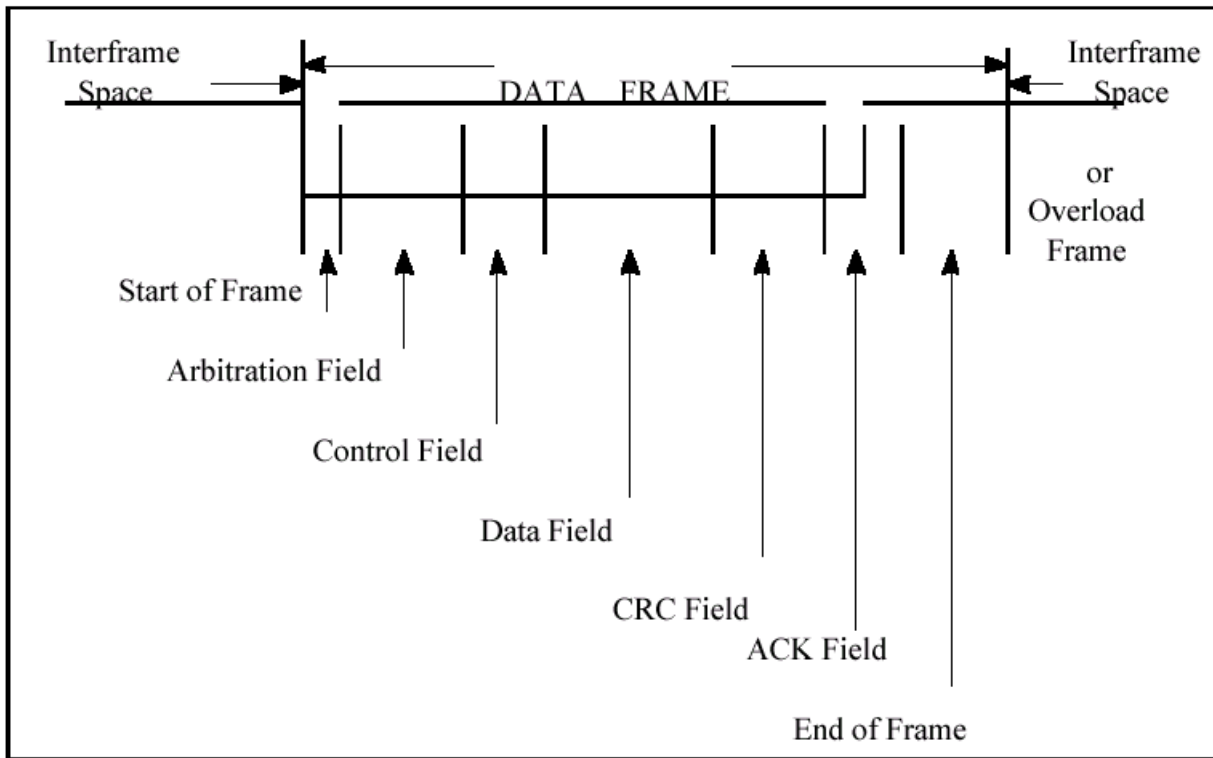 Interframe
Space
DATA FRAME
Interframe
Space
or
Overload
Frame
Start of Frame
Arbitration Field
Control Field
Data Field
CRC Field
ACK Field
End of Frame